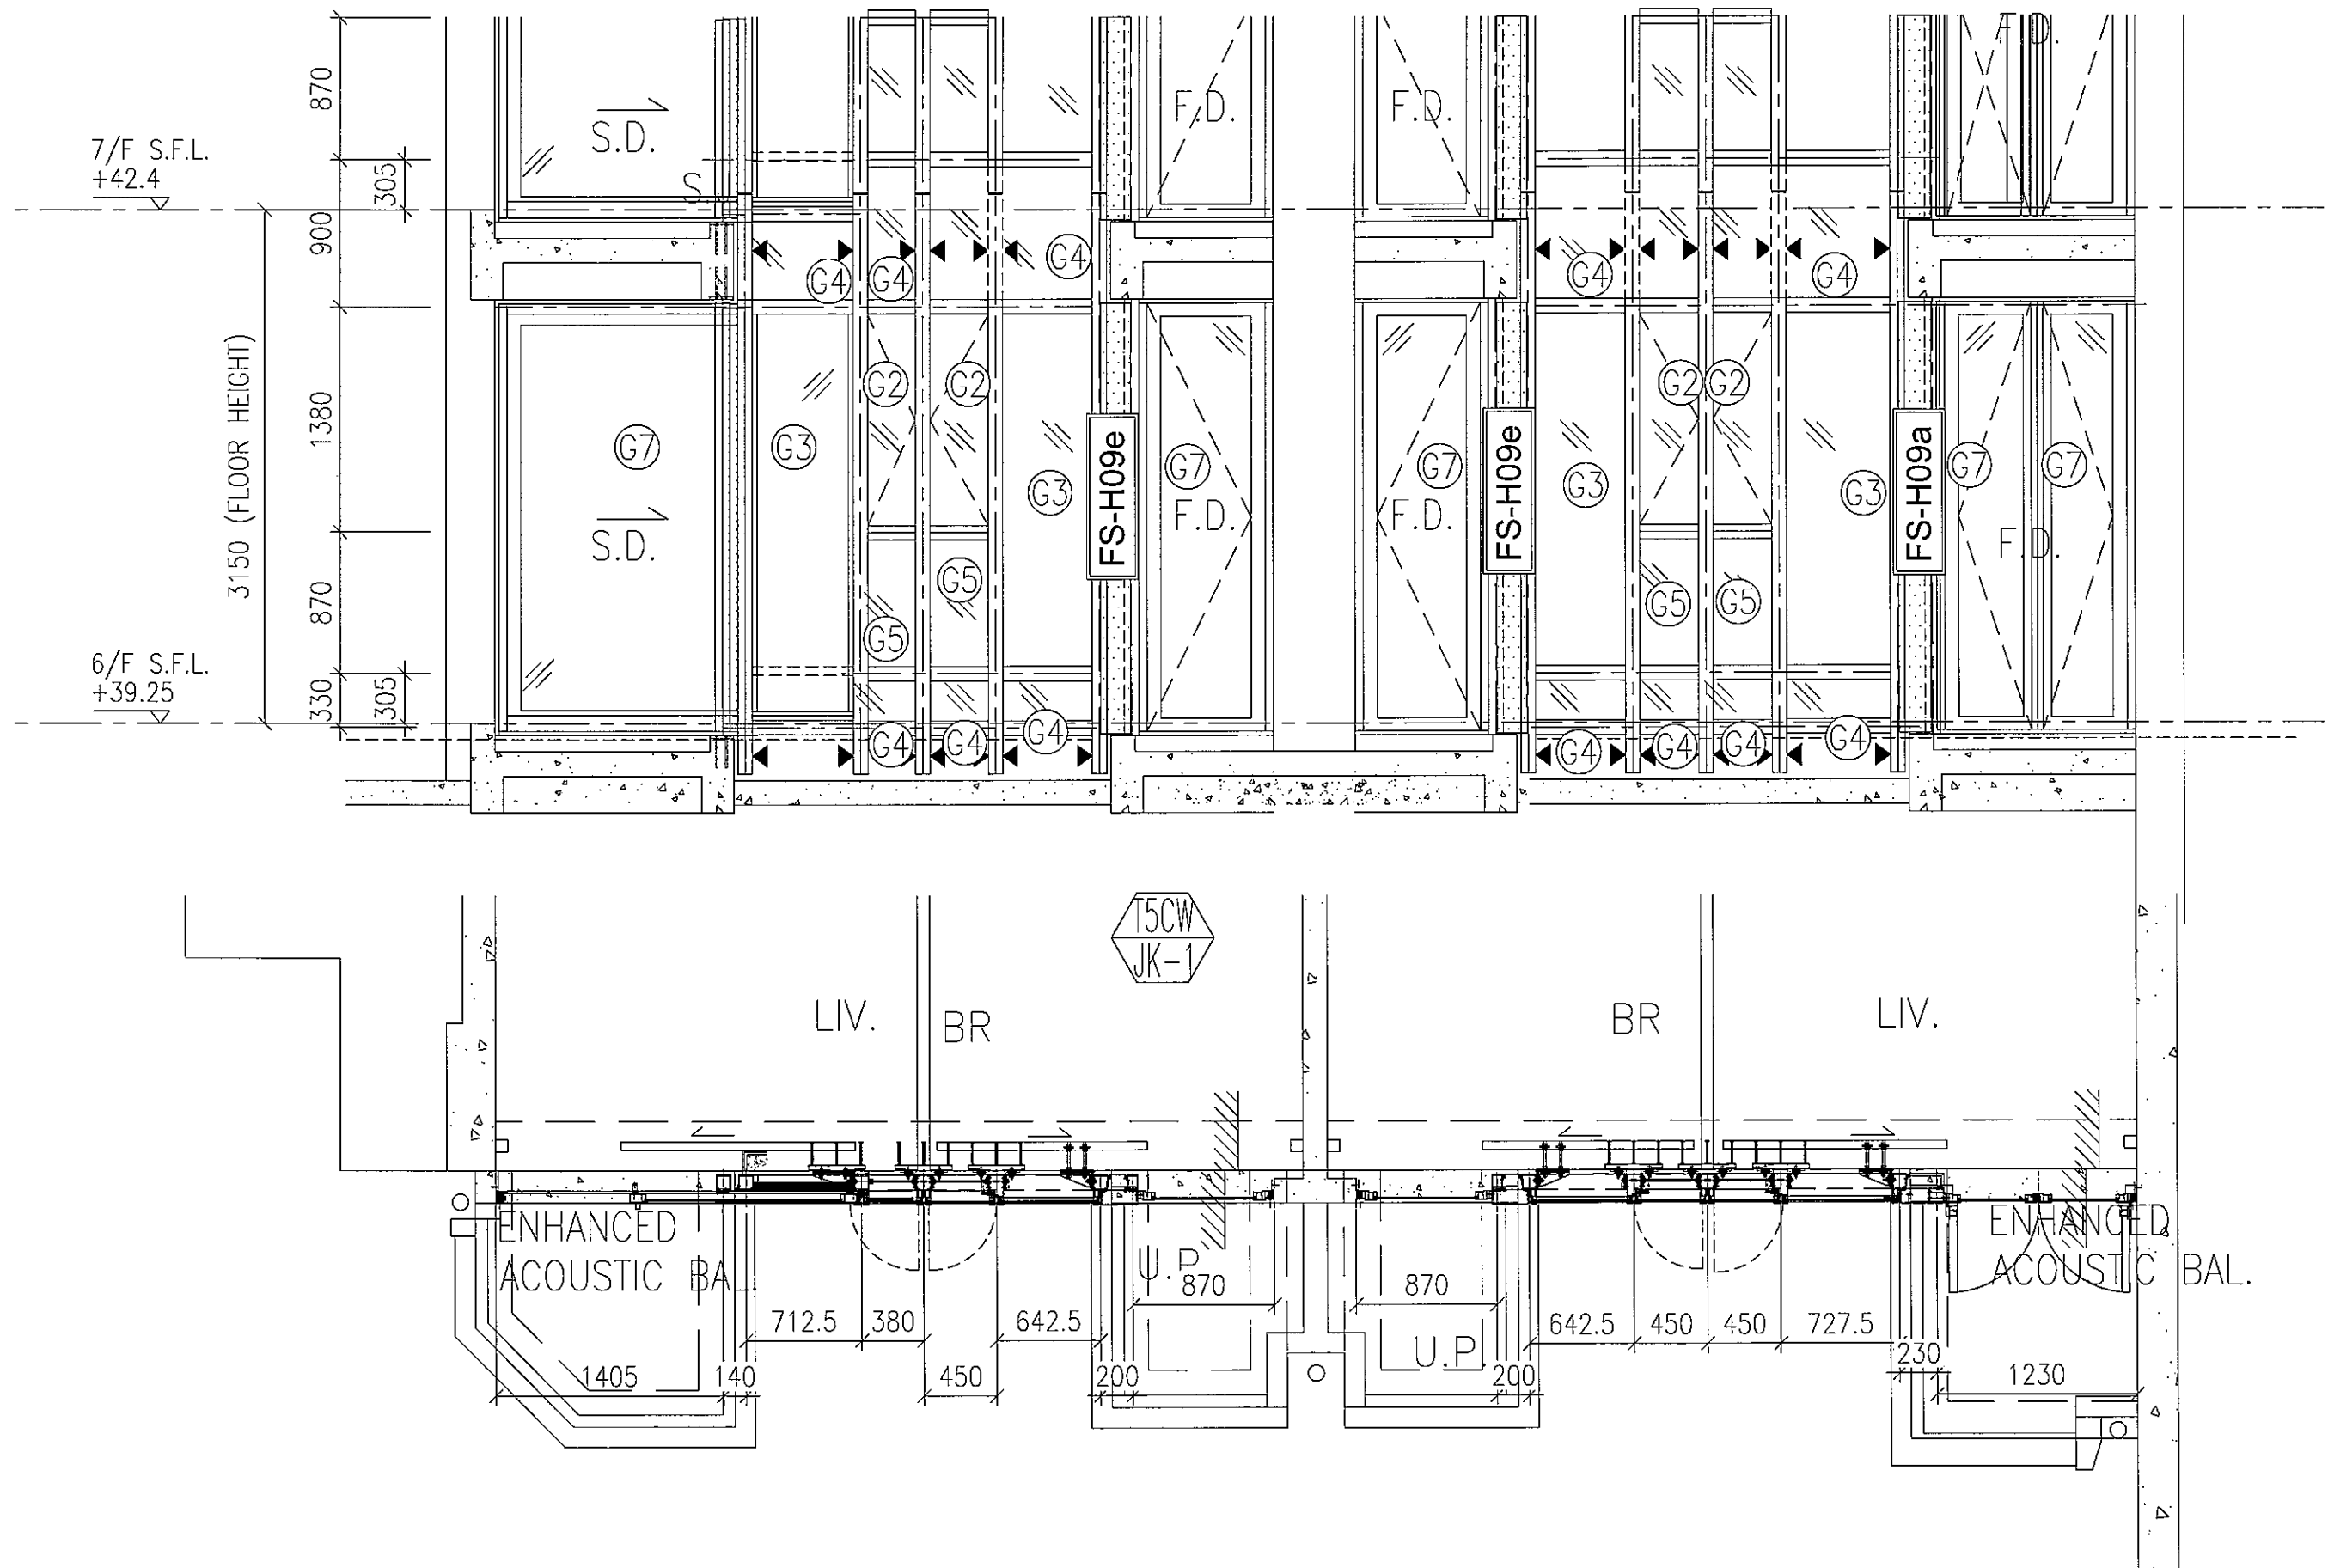 F.D.
870
S.D.
F.D.
F.D.
7/F S.F.L.
+42.4
305
S.
900
G4
G4
G4
G4
G4
3150 (FLOOR HEIGHT)
1380
G2
G2
G2
G2
G7
G3
FS-H09e
G7
G7
FS-H09e
FS-H09a
G7
G7
G3
G3
G3
S.D.
F.D.
F.D.
F.D.
870
G5
G5
G5
G5
6/F S.F.L.
+39.25
330
305
G4
G4
G4
G4
G4
G4
G4
T5CW
JK-1
LIV.
BR
BR
LIV.
ENHANCED
ACOUSTIC BAL.
U.P.
870
870
ENHANCED
ACOUSTIC BAL.
712.5
380
642.5
642.5
450
450
727.5
U.P.
1405
140
450
200
200
230
1230